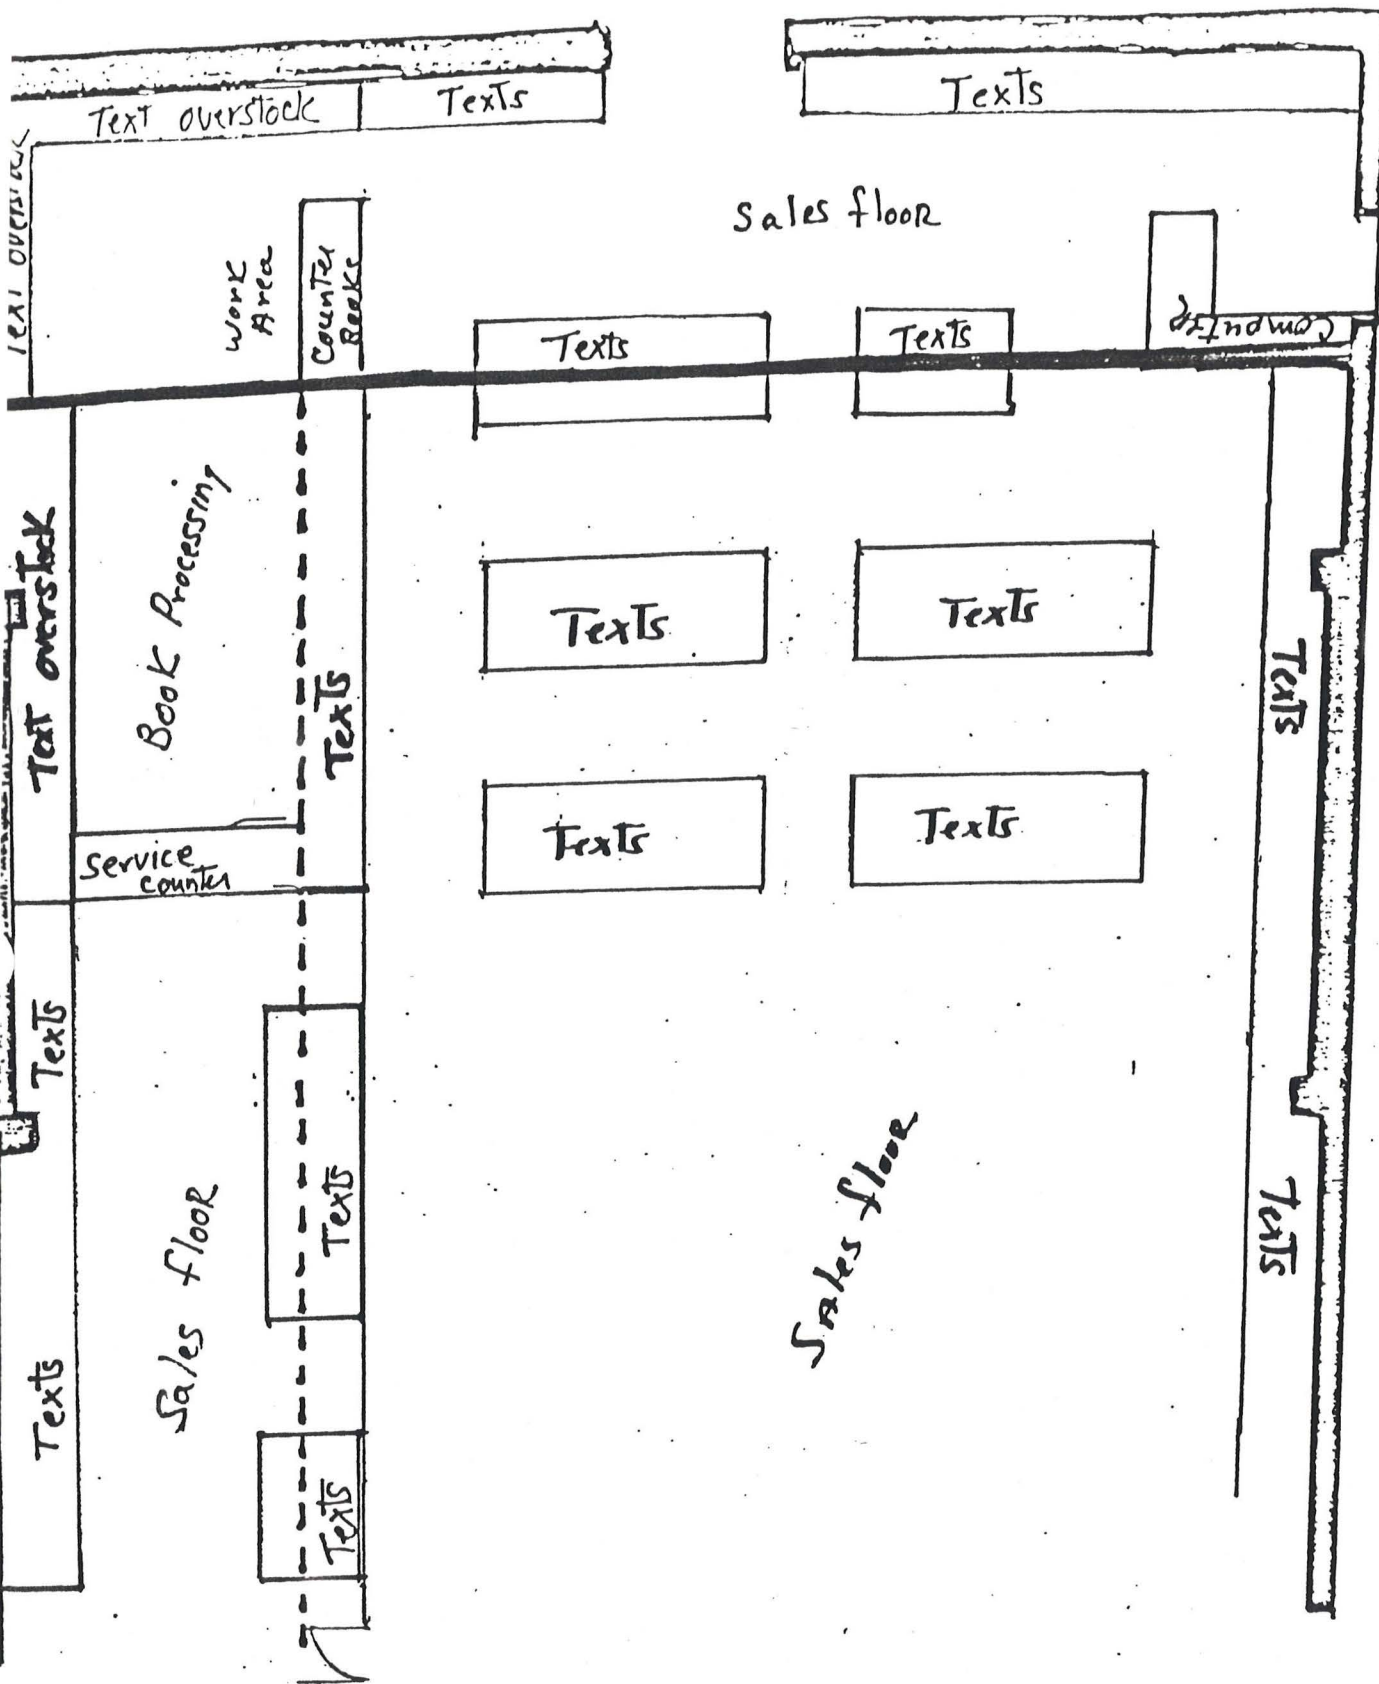 Text overstock
Texts
Texts
Text overstock
Sales floor
Work
Area
Counter
Books
Texts
Texts
Computer
Text overstock
Book Processing
Texts
Texts
Texts
Texts
Texts
Texts
Service
counter
Texts
Texts
Sales floor
Sales floor
Texts
Texts
Texts